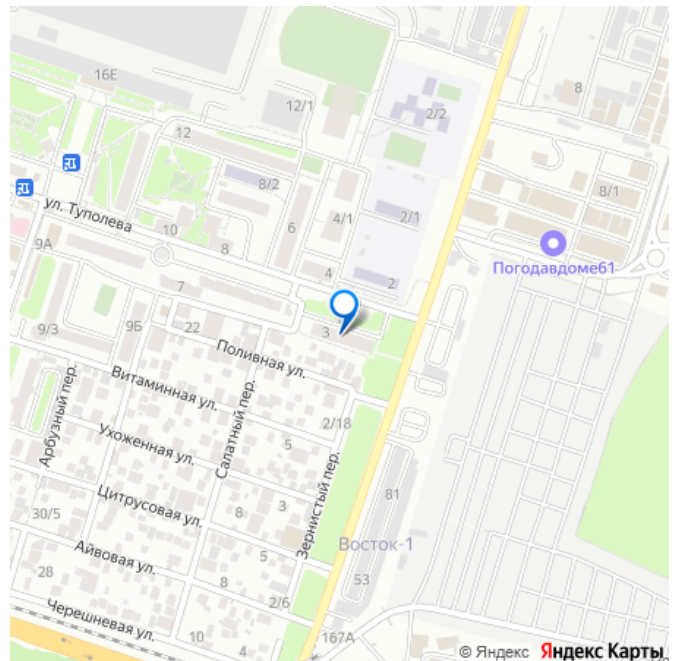 16Е
12/1
2/2
8
12
8/2
8/1
ул. Туполева
10
6
4/1
2/1
9А
8
Погодавдоме61
4
2
7
9/3
9Б
22
3
Поливная ул.
Витаминная ул.
Арбузный пер.
Салатный пер.
2/18
5
Ухоженная ул.
Зернистый пер.
Цитрусовая ул.
3
81
30/5
8
Восток-1
Айвовая ул.
5
28
8
53
2/6
Черешневая ул.
10
4
167А
© Яндекс Яндекс Карты